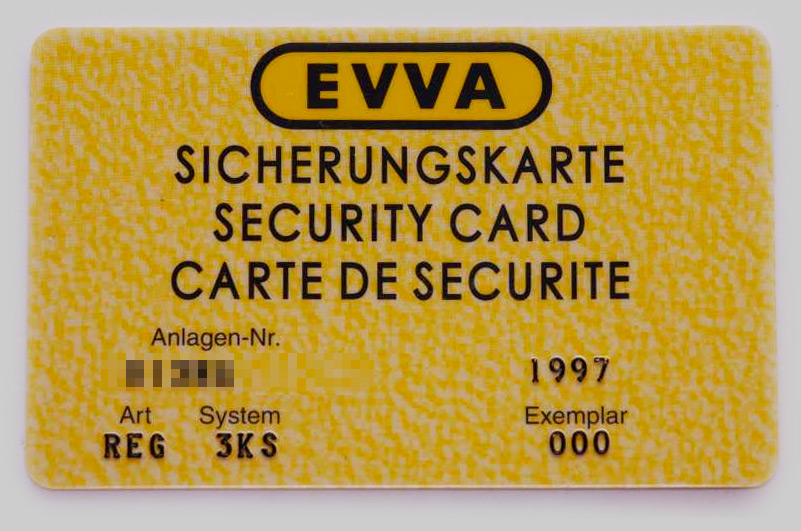 EVVA
SICHERUNGSKARTE
SECURITY CARD
CARTE DE SECURITE
Anlagen-Nr.
1997
Art System Exemplar
REG 3KS 000